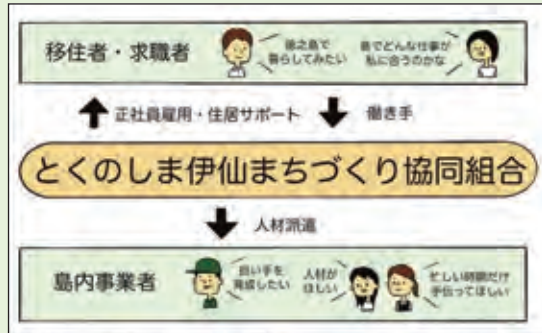 移住者・求職者
徳之島で
暮らしてみたい
島でどんな仕事が
私に合うのかな
正社員雇用・住居サポート
働き手
とくのしま伊仙まちづくり協同組合
人材派遣
島内事業者
担い手を
育成したい
人材が
ほしい
忙しい時期だけ
手伝ってほしい